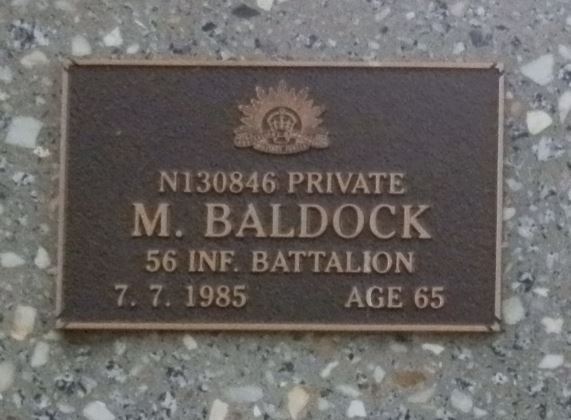 N130846 PRIVATE
M. BALDOCK
56 INF. BATTALION
7. 7. 1985 AGE 65